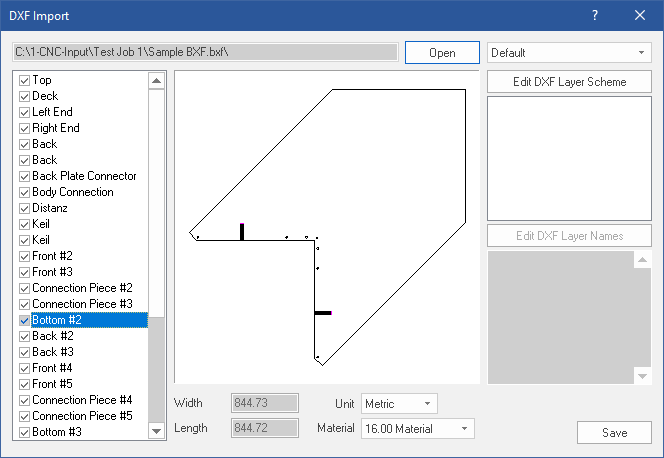 DXF Import
?
C:\1-CNC-Input\Test Job 1\Sample BXF.bxf\
Open
Default
Top
Deck
Left End
Right End
Back
Back
Back Plate Connector
Body Connection
Distanz
Keil
Keil
Front #2
Front #3
Connection Piece #2
Connection Piece #3
Bottom #2
Back #2
Back #3
Front #4
Front #5
Connection Piece #4
Connection Piece #5
Bottom #3
Edit DXF Layer Scheme
Edit DXF Layer Names
Width 844.73 Unit Metric
Length 844.72 Material 16.00 Material
Save